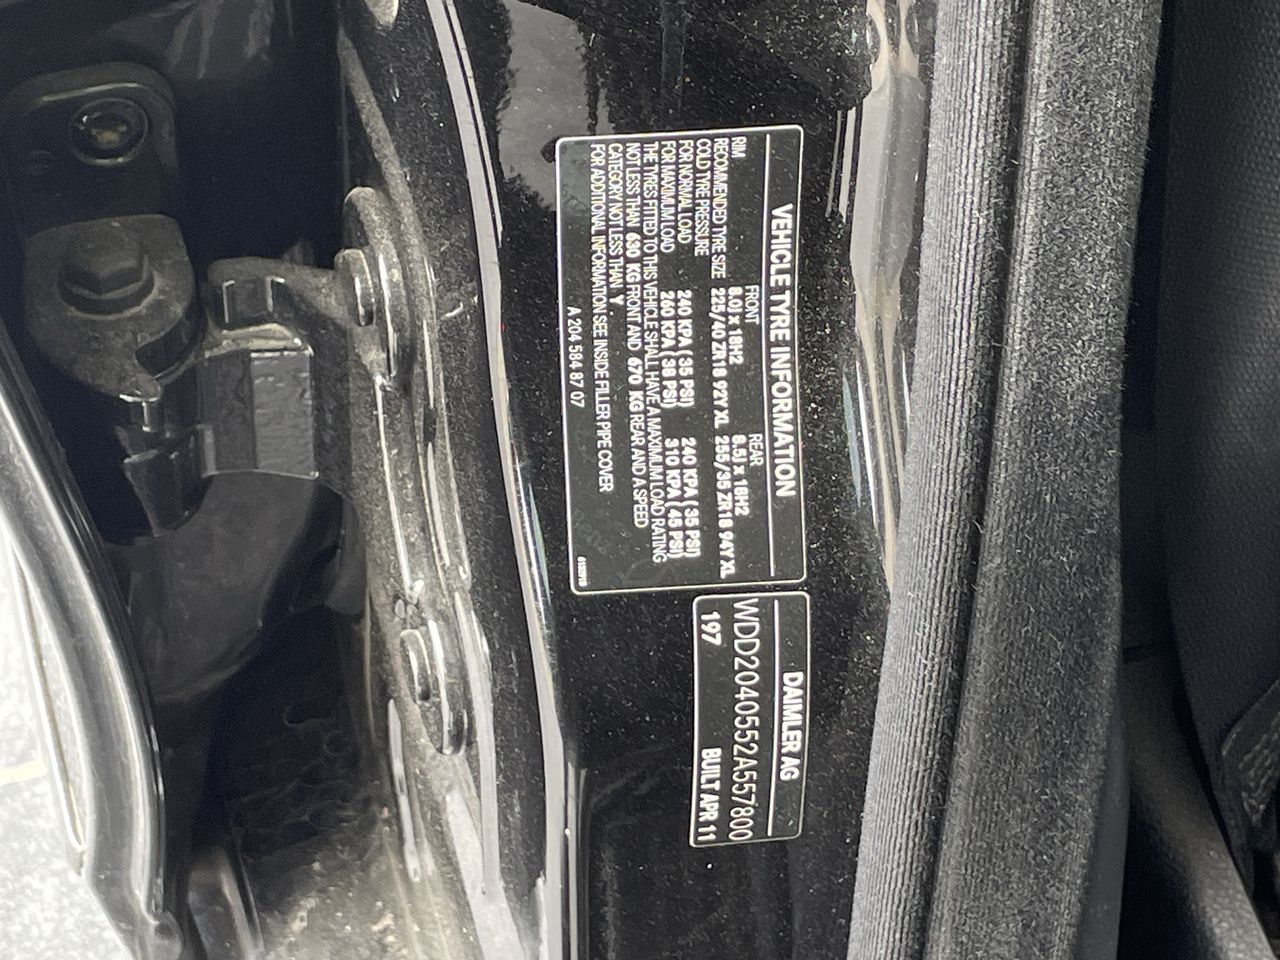 VEHICLE TYRE INFORMATION
FRONT REAR
RIM 8.0J x 18H2 8.5J x 18H2
RECOMMENDED TYRE SIZE 225/40 ZR18 92Y XL 255/35 ZR18 94Y XL
COLD TYRE PRESSURE
FOR NORMAL LOAD 240 KPA ( 35 PSI) 240 KPA ( 35 PSI)
FOR MAXIMUM LOAD 260 KPA ( 38 PSI) 310 KPA ( 45 PSI)
THE TYRES FITTED TO THIS VEHICLE SHALL HAVE A MAXIMUM LOAD RATING
NOT LESS THAN 630 KG FRONT AND 670 KG REAR AND A SPEED
CATEGORY NOT LESS THAN Y .
FOR ADDITIONAL INFORMATION SEE INSIDE FILLER PIPE COVER
A 204 584 87 07
DAIMLER AG
WDD2040552A557800
197 BUILT APR 11